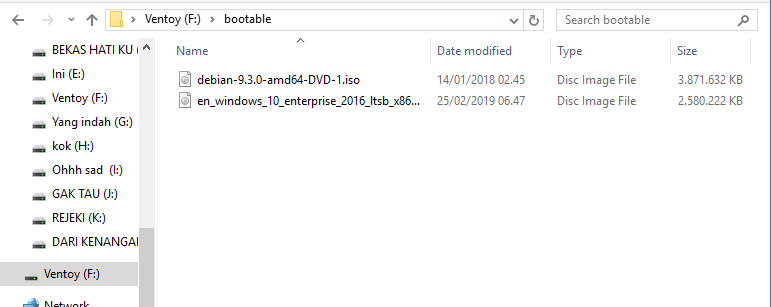 Ventoy (F:) > bootable
Search bootable
BEKAS HATI KU (
Ini (E:)
Ventoy (F:)
Yang indah (G:)
kok (H:)
Ohhh sad (I:)
GAK TAU (J:)
REJEKI (K:)
DARI KENANGAN
Ventoy (F:)
Network
Name Date modified Type Size
debian-9.3.0-amd64-DVD-1.iso 14/01/2018 02.45 Disc Image File 3.871.632 KB
en_windows_10_enterprise_2016_ltsb_x86... 25/02/2019 06.47 Disc Image File 2.580.222 KB